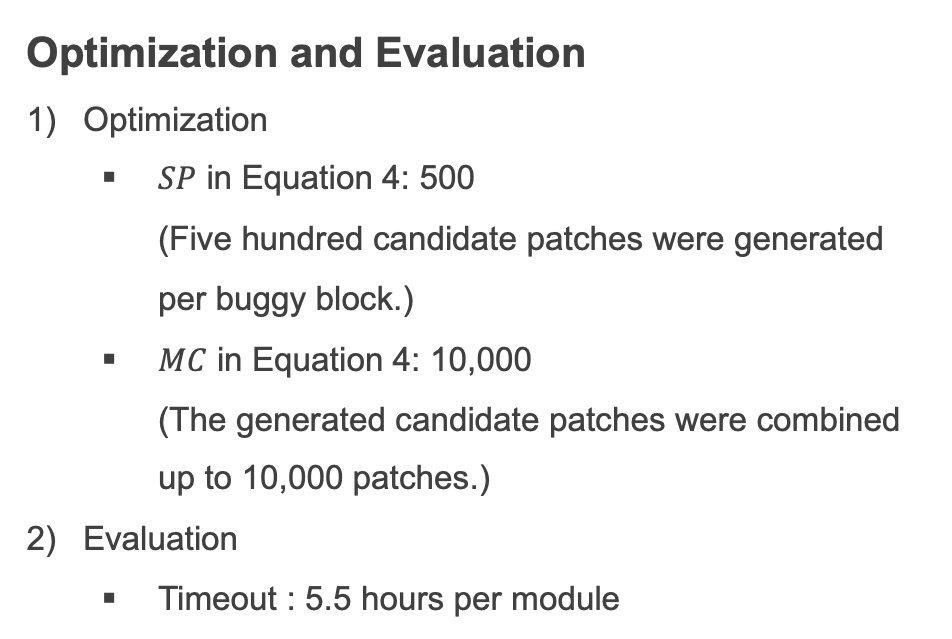 Optimization and Evaluation
1) Optimization
▪ SP in Equation 4: 500
(Five hundred candidate patches were generated
per buggy block.)
▪ MC in Equation 4: 10,000
(The generated candidate patches were combined
up to 10,000 patches.)
2) Evaluation
▪ Timeout : 5.5 hours per module